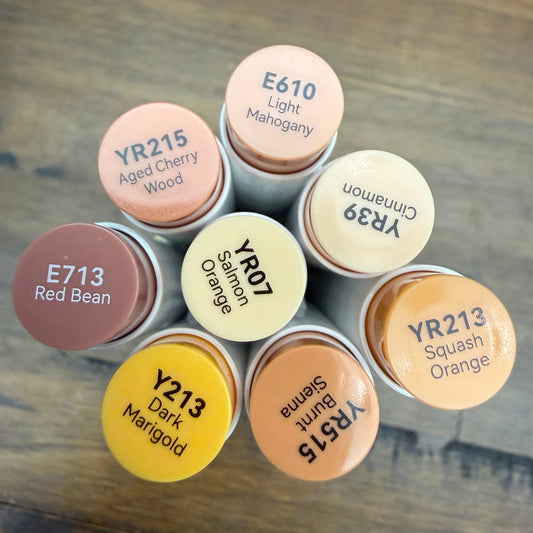 E610
Light
Mahogany
YR215
Aged Cherry
Wood
YR39
Cinnamon
E713
Red Bean
YR07
Salmon
Orange
YR213
Squash
Orange
Y213
Dark
Marigold
YR515
Burnt
Sienna